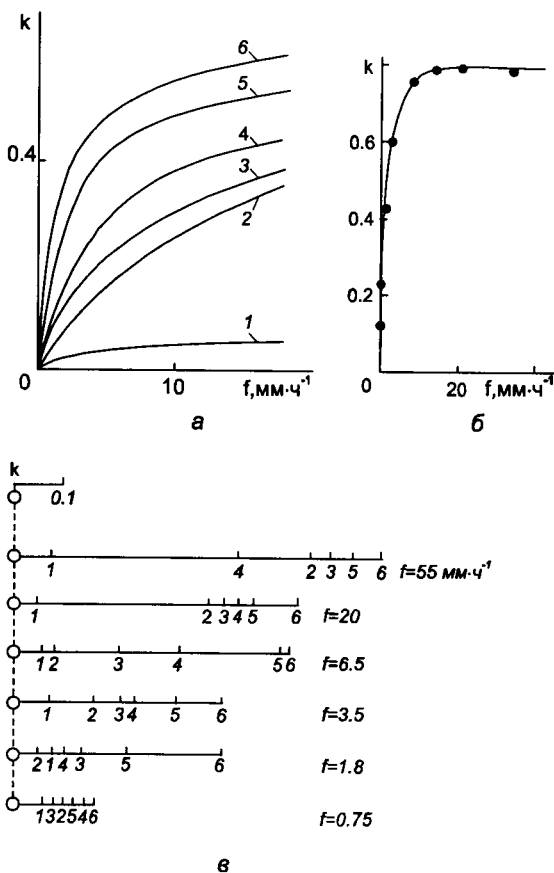 k
6
5
0.4
4
3
2
1
0
10
f,мм·ч⁻¹
а
k
0.6
0.4
0.2
0
20
f,мм·ч⁻¹
б
k
0.1
1 4 2 3 5 6 f=55 мм·ч⁻¹
1 2 3 4 5 6 f=20
1 2 3 4 5 6 f=6.5
1 2 3 4 5 6 f=3.5
2 1 4 3 5 6 f=1.8
1 3 2 5 4 6 f=0.75
в